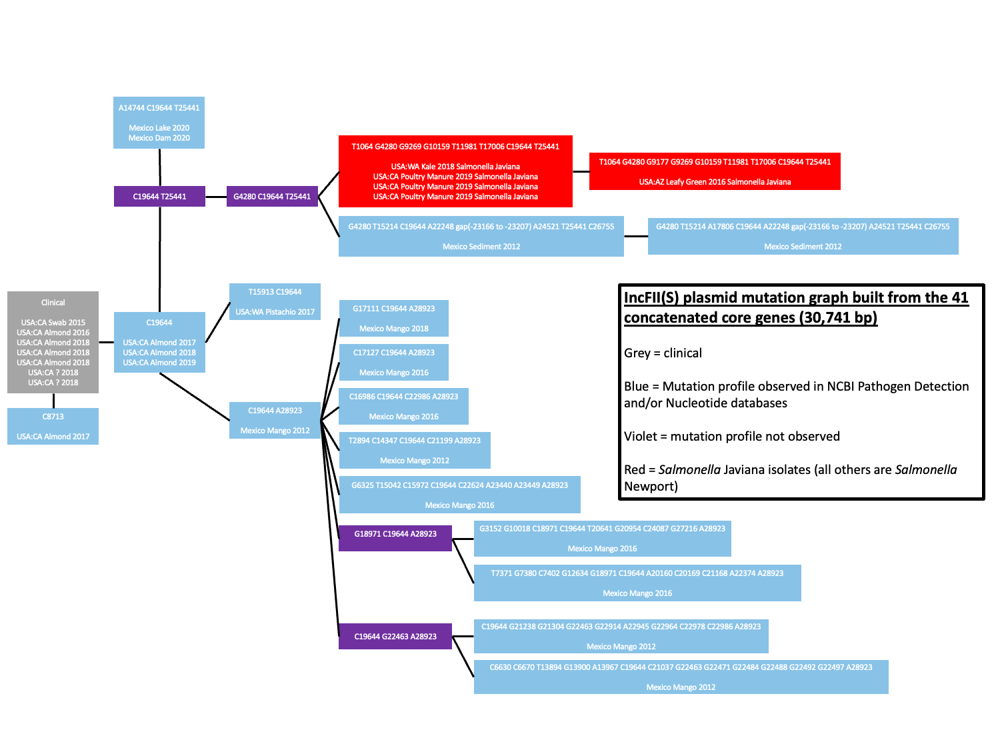 A14744 C19644 T25441
Mexico Lake 2020
Mexico Dam 2020
C19644 T25441
G4280 C19644 T25441
T1064 G4280 G9269 G10159 T11981 T17006 C19644 T25441
USA:WA Kale 2018 Salmonella Javiana
USA:CA Poultry Manure 2019 Salmonella Javiana
USA:CA Poultry Manure 2019 Salmonella Javiana
USA:CA Poultry Manure 2019 Salmonella Javiana
T1064 G4280 G9177 G9269 G10159 T11981 T17006 C19644 T25441
USA:AZ Leafy Green 2016 Salmonella Javiana
G4280 T15214 C19644 A22248 gap(-23166 to -23207) A24521 T25441 C26755
Mexico Sediment 2012
G4280 T15214 A17806 C19644 A22248 gap(-23166 to -23207) A24521 T25441 C26755
Mexico Sediment 2012
Clinical
USA:CA Swab 2015
USA:CA Almond 2016
USA:CA Almond 2018
USA:CA Almond 2018
USA:CA Almond 2018
USA:CA ? 2018
USA:CA ? 2018
C8713
USA:CA Almond 2017
C19644
USA:CA Almond 2017
USA:CA Almond 2018
USA:CA Almond 2019
T15913 C19644
USA:WA Pistachio 2017
C19644 A28923
Mexico Mango 2012
G17111 C19644 A28923
Mexico Mango 2018
C17127 C19644 A28923
Mexico Mango 2016
C16986 C19644 C22986 A28923
Mexico Mango 2016
T2894 C14347 C19644 C21199 A28923
Mexico Mango 2012
G6325 T15042 C15972 C19644 C22624 A23440 A23449 A28923
Mexico Mango 2016
G18971 C19644 A28923
G3152 G10018 C18971 C19644 T20641 G20954 C24087 G27216 A28923
Mexico Mango 2016
T7371 G7380 C7402 G12634 G18971 C19644 A20160 C20169 C21168 A22374 A28923
Mexico Mango 2016
C19644 G22463 A28923
C19644 G21238 G21304 G22463 G22914 A22945 G22964 C22978 C22986 A28923
Mexico Mango 2012
C6630 C6670 T13894 G13900 A13967 C19644 C21037 G22463 G22471 G22484 G22488 G22492 G22497 A28923
Mexico Mango 2012
IncFII(S) plasmid mutation graph built from the 41
concatenated core genes (30,741 bp)
Grey = clinical
Blue = Mutation profile observed in NCBI Pathogen Detection
and/or Nucleotide databases
Violet = mutation profile not observed
Red = Salmonella Javiana isolates (all others are Salmonella
Newport)